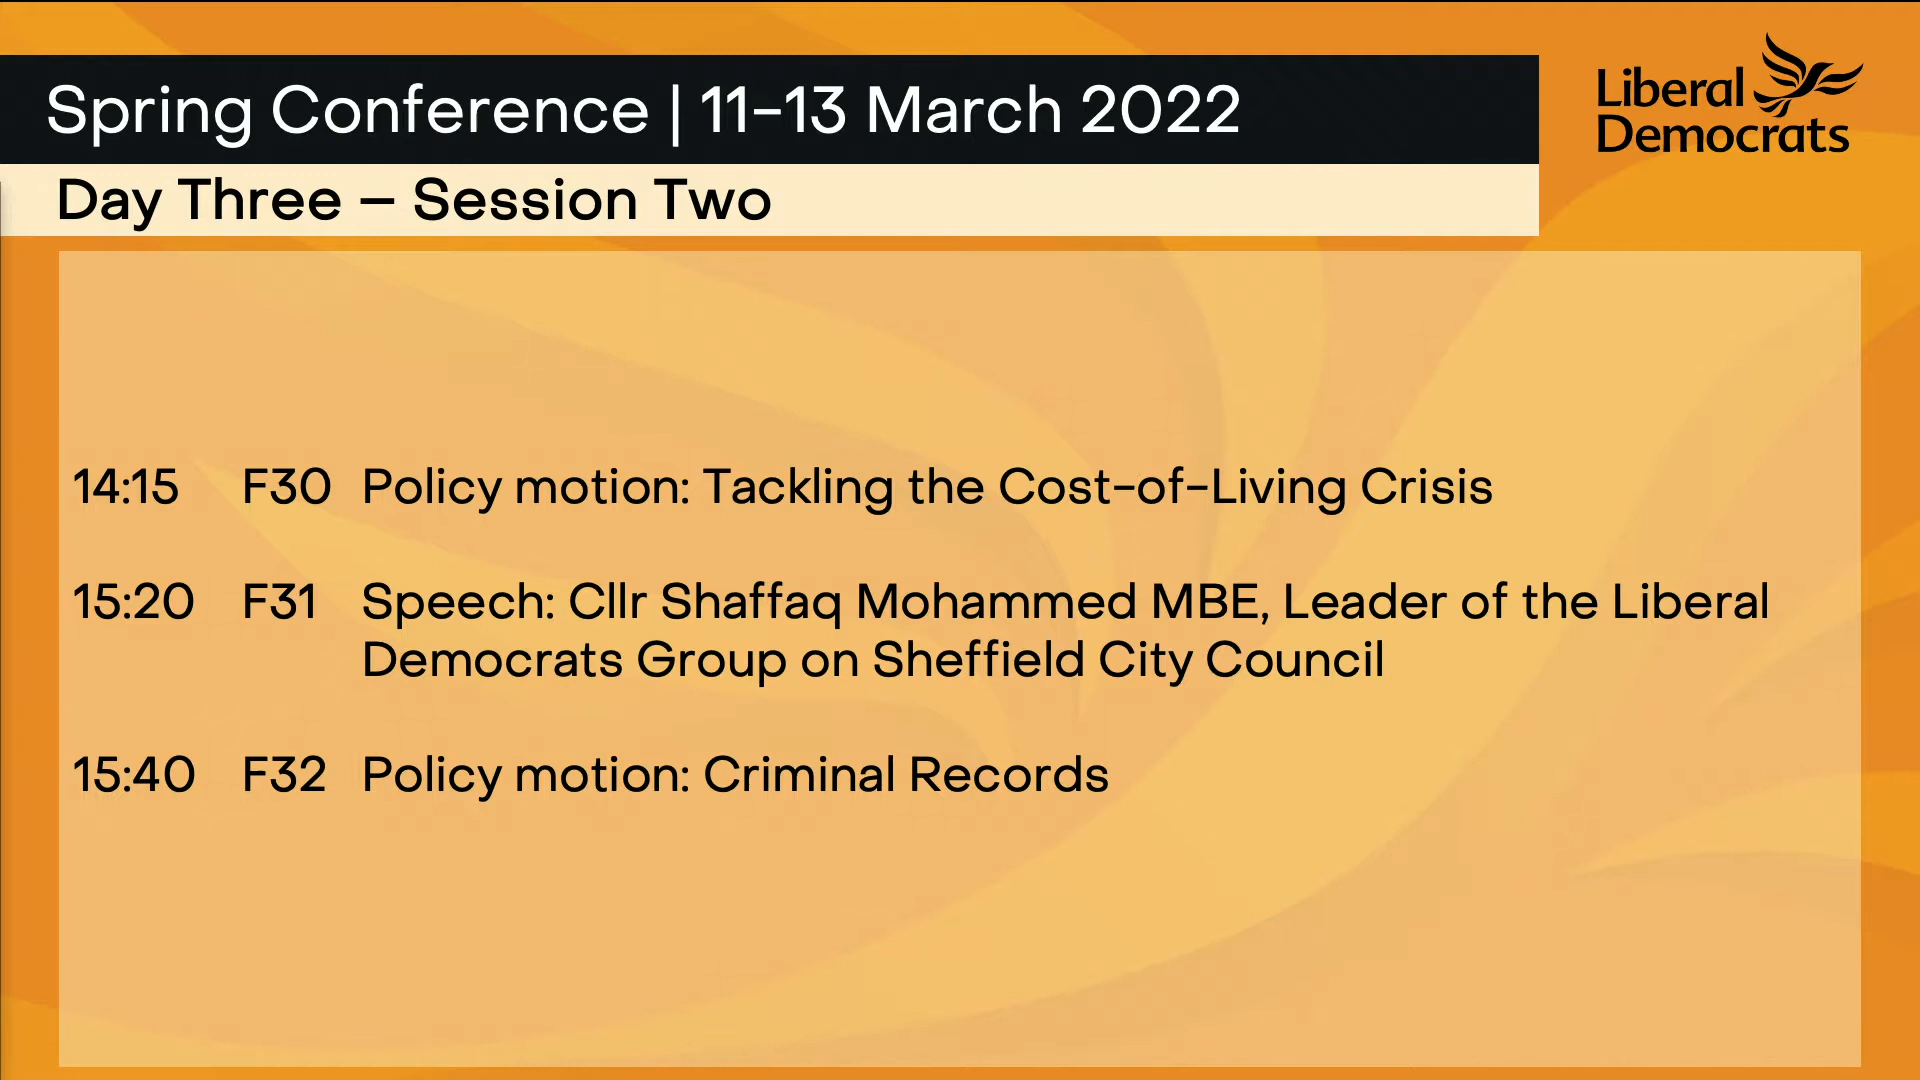 Spring Conference | 11-13 March 2022
Liberal
Democrats
Day Three – Session Two
14:15 F30 Policy motion: Tackling the Cost-of-Living Crisis
15:20 F31 Speech: Cllr Shaffaq Mohammed MBE, Leader of the Liberal
Democrats Group on Sheffield City Council
15:40 F32 Policy motion: Criminal Records